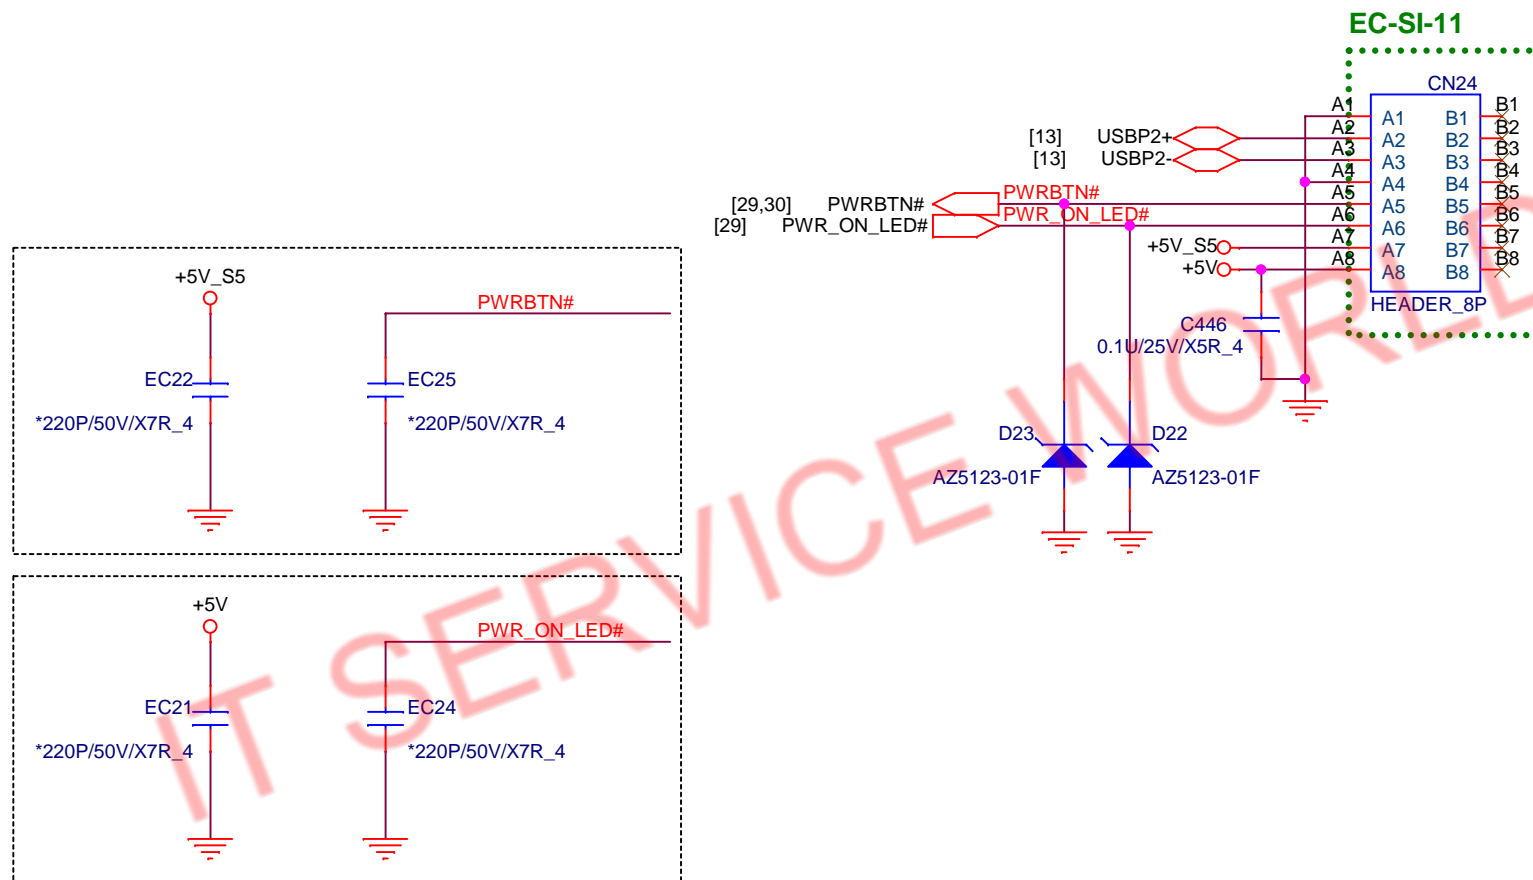 EC-SI-11
CN24
A1 A1 B1 B1
[13] USBP2+ A2 A2 B2 B2
[13] USBP2- A3 A3 B3 B3
A4 A4 B4 B4
[29,30] PWRBTN# PWRBTN# A5 A5 B5 B5
[29] PWR_ON_LED# PWR_ON_LED# A6 A6 B6 B6
+5V_S5 A7 A7 B7 B7
+5V A8 A8 B8 B8
HEADER_8P
C446
0.1U/25V/X5R_4
D23
AZ5123-01F
D22
AZ5123-01F
+5V_S5
PWRBTN#
EC22
*220P/50V/X7R_4
EC25
*220P/50V/X7R_4
+5V
PWR_ON_LED#
EC21
*220P/50V/X7R_4
EC24
*220P/50V/X7R_4
IT SERVICE WORLD